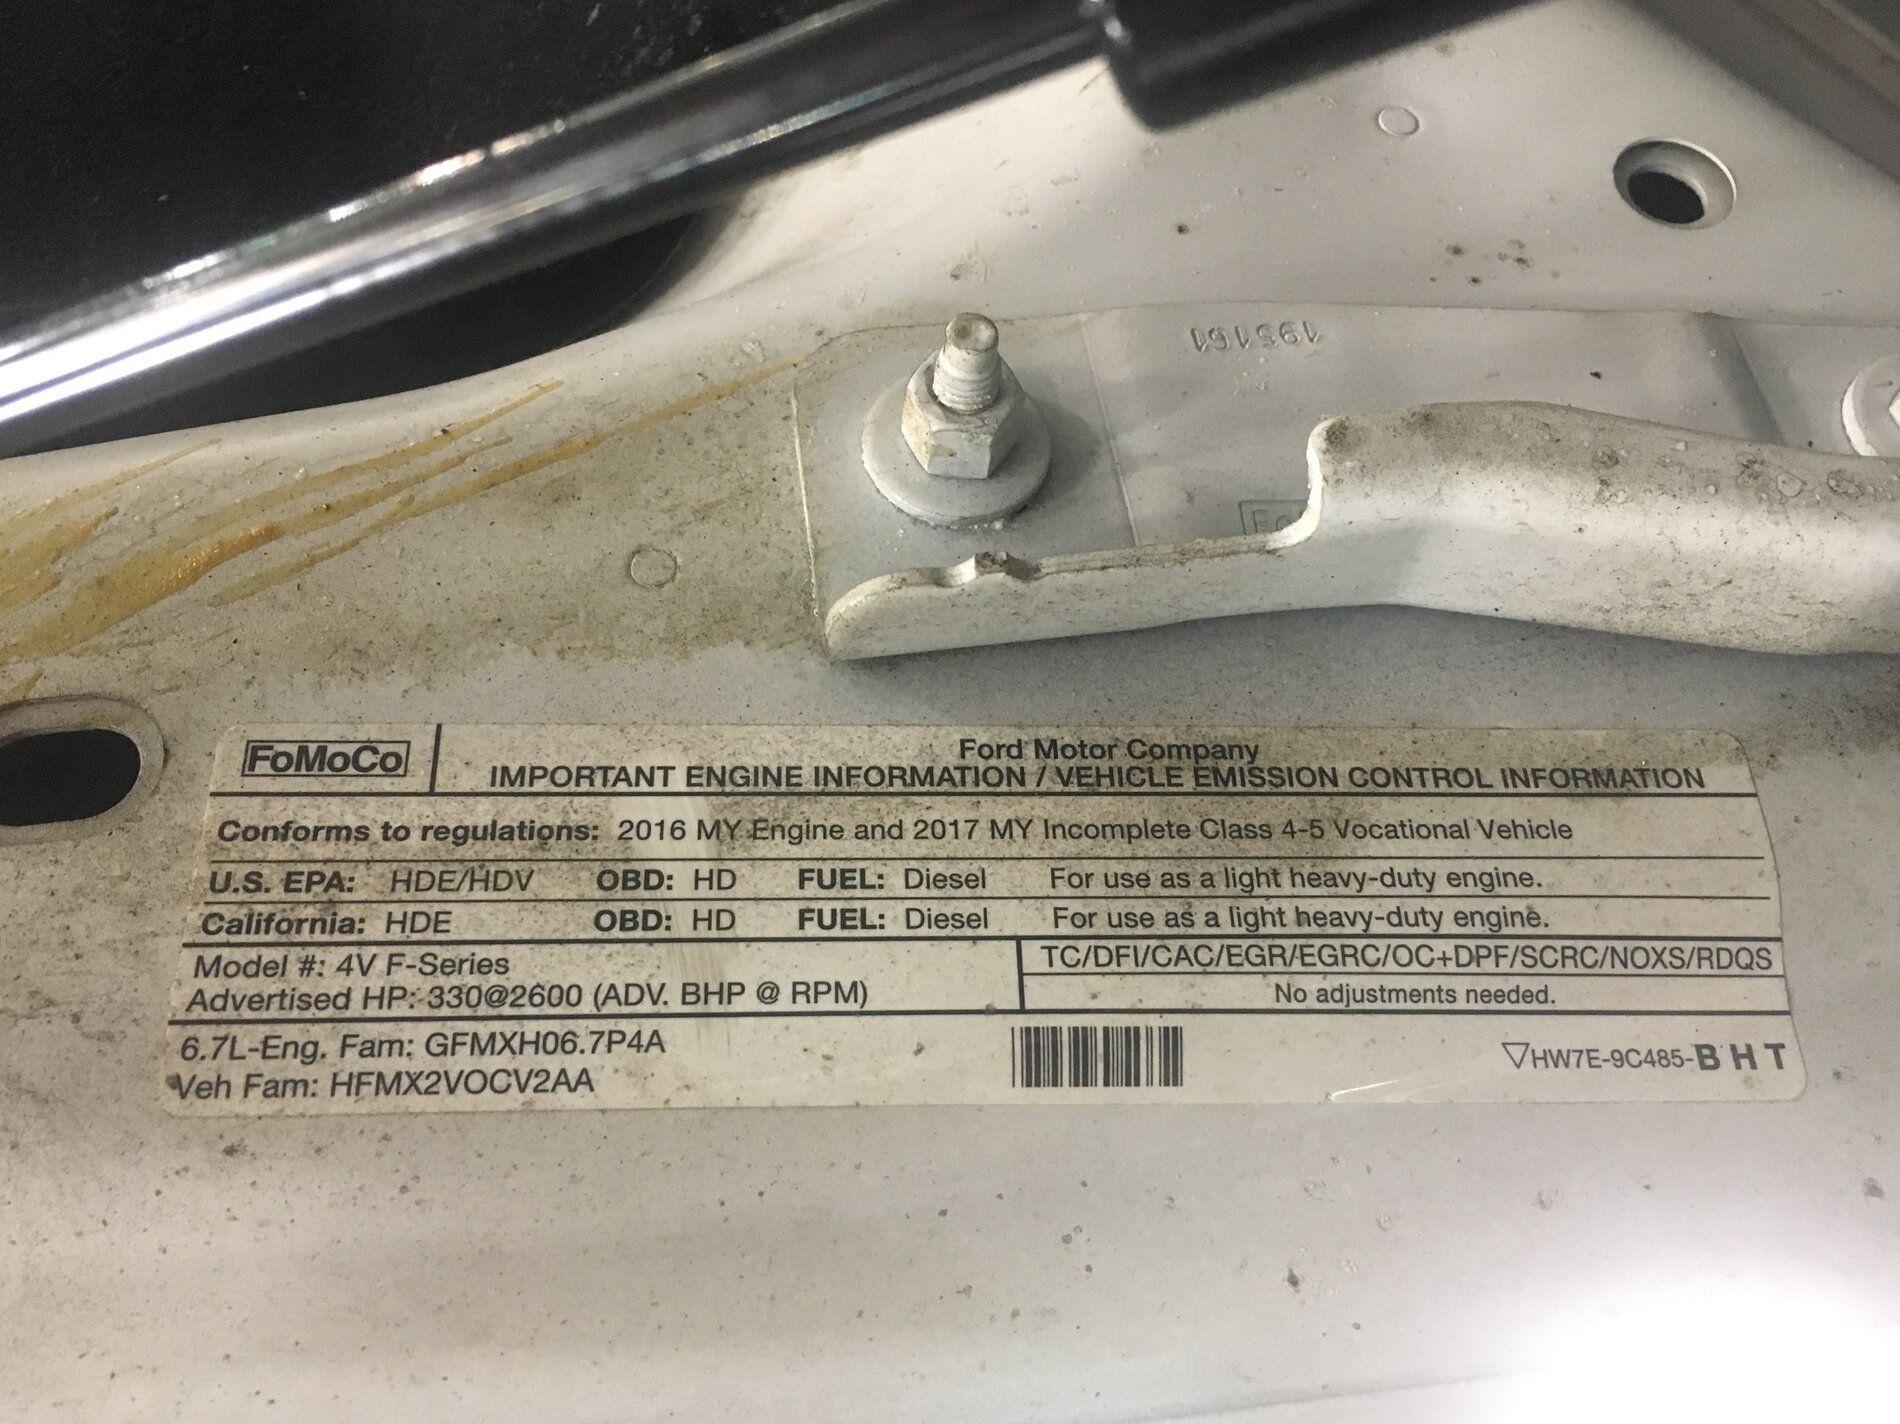 195161
Fo
FoMoCo
Ford Motor Company
IMPORTANT ENGINE INFORMATION / VEHICLE EMISSION CONTROL INFORMATION
Conforms to regulations: 2016 MY Engine and 2017 MY Incomplete Class 4-5 Vocational Vehicle
U.S. EPA: HDE/HDV OBD: HD FUEL: Diesel For use as a light heavy-duty engine.
California: HDE OBD: HD FUEL: Diesel For use as a light heavy-duty engine.
Model #: 4V F-Series
Advertised HP: 330@2600 (ADV. BHP @ RPM)
TC/DFI/CAC/EGR/EGRC/OC+DPF/SCRC/NOXS/RDQS
No adjustments needed.
6.7L-Eng. Fam: GFMXH06.7P4A
Veh Fam: HFMX2VOCV2AA
▽HW7E-9C485-B H T